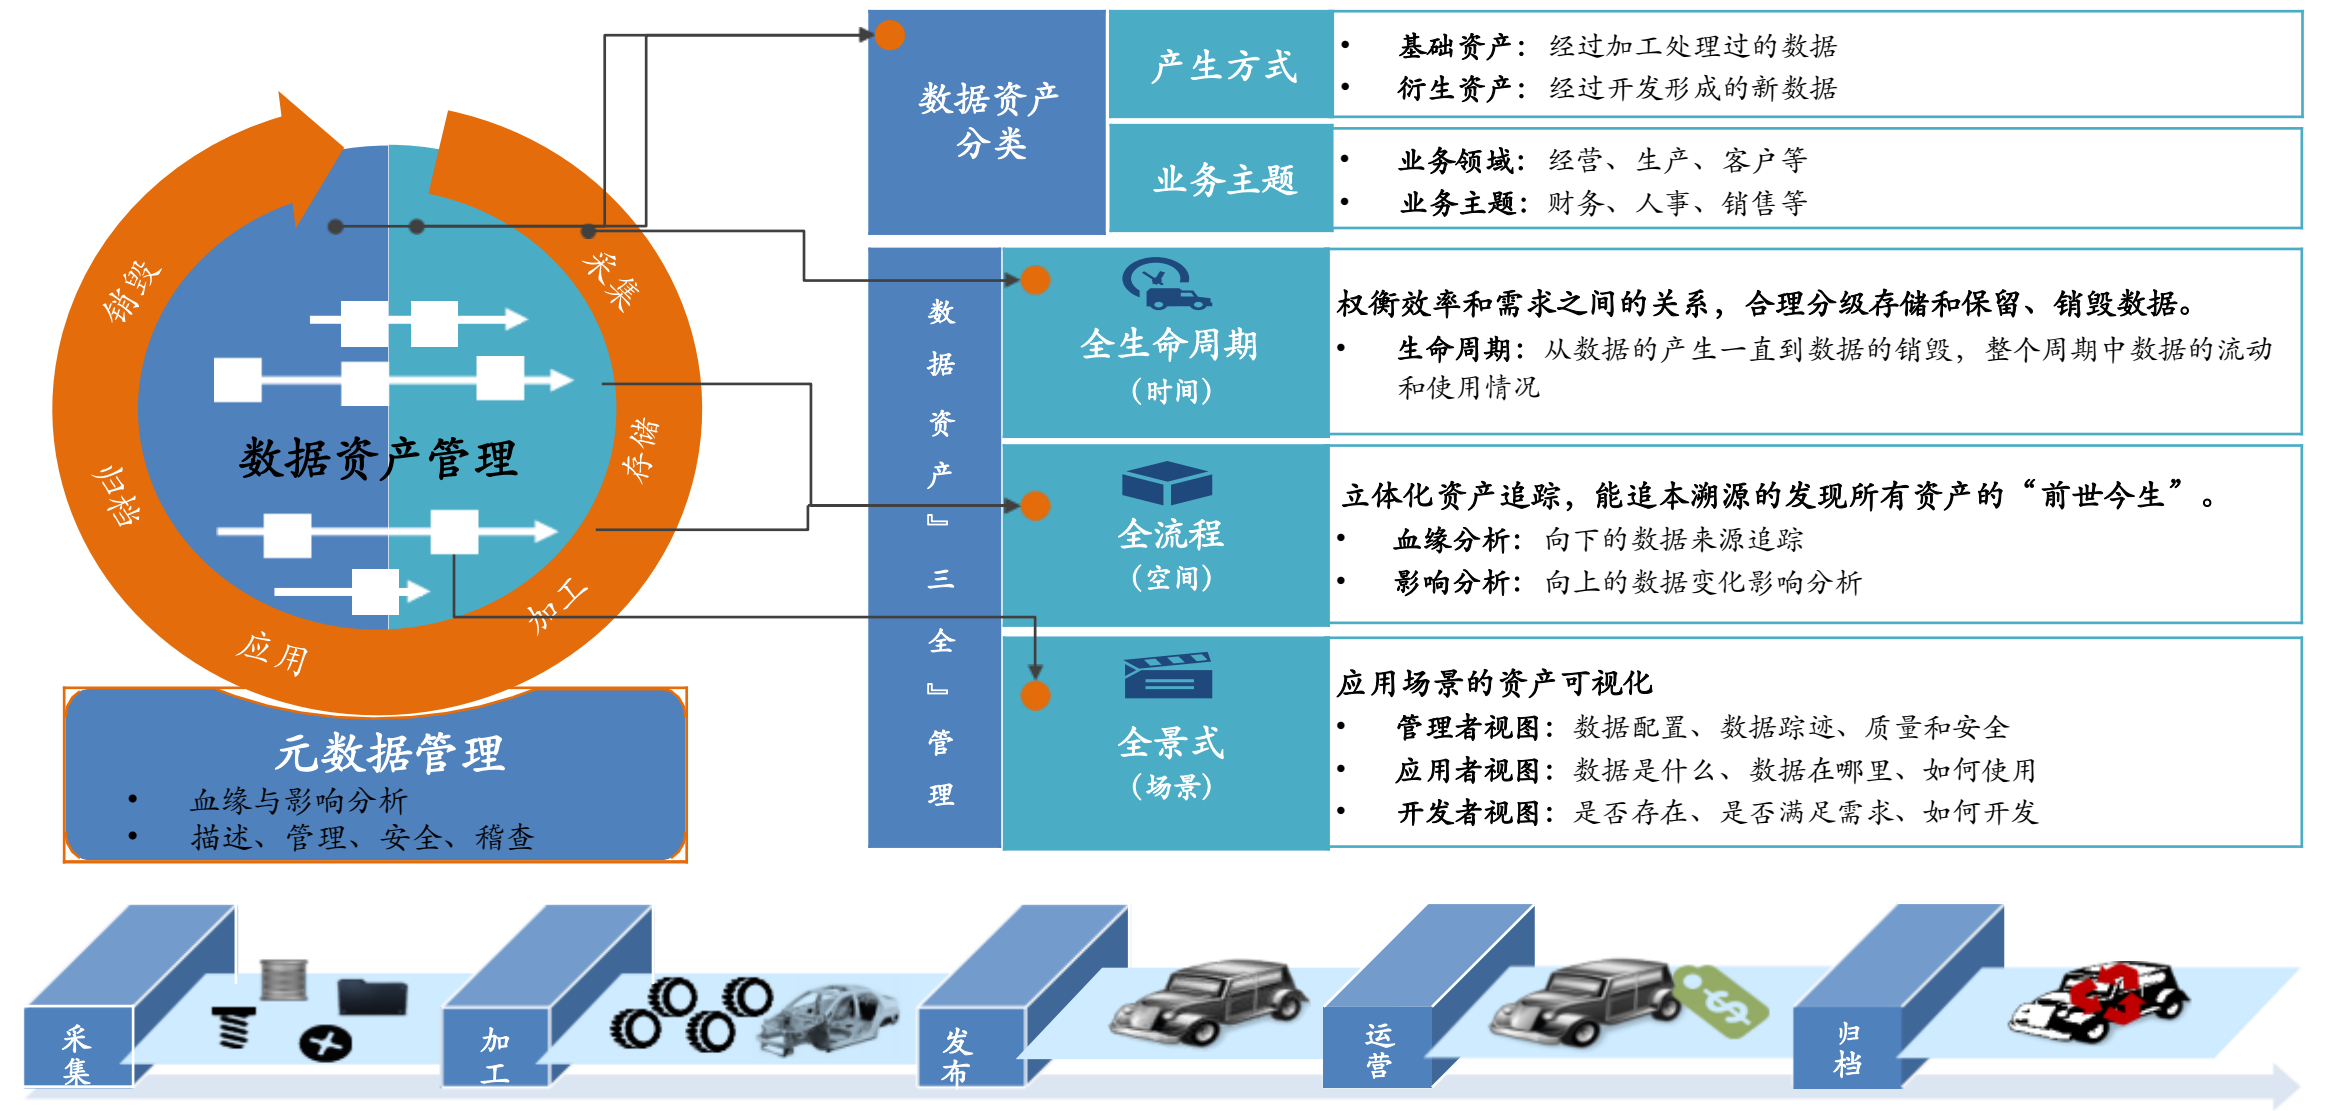 数据资产
分类
产生方式
• 基础资产：经过加工处理过的数据
• 衍生资产：经过开发形成的新数据
业务主题
• 业务领域：经营、生产、客户等
• 业务主题：财务、人事、销售等
采集
存储
加工
应用
归档
销毁
数据资产管理
元数据管理
• 血缘与影响分析
• 描述、管理、安全、稽查
数据资产』三全』管理
全生命周期
（时间）
权衡效率和需求之间的关系，合理分级存储和保留、销毁数据。
• 生命周期：从数据的产生一直到数据的销毁，整个周期中数据的流动
和使用情况
全流程
（空间）
立体化资产追踪，能追本溯源的发现所有资产的“前世今生”。
• 血缘分析：向下的数据来源追踪
• 影响分析：向上的数据变化影响分析
全景式
（场景）
应用场景的资产可视化
• 管理者视图：数据配置、数据踪迹、质量和安全
• 应用者视图：数据是什么、数据在哪里、如何使用
• 开发者视图：是否存在、是否满足需求、如何开发
采集
加工
发布
运营
归档